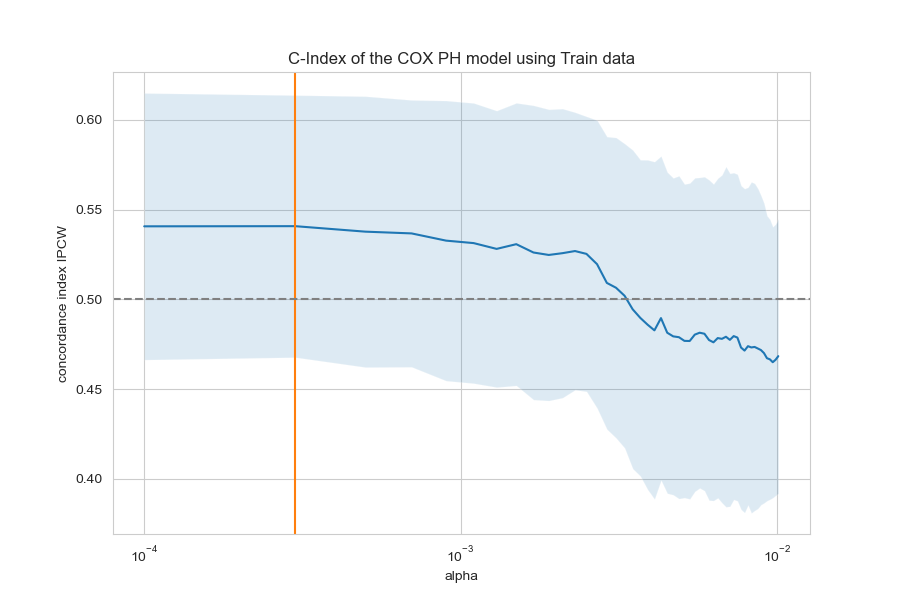 C-Index of the COX PH model using Train data
concordance index IPCW
0.60
0.55
0.50
0.45
0.40
10⁻⁴
10⁻³
10⁻²
alpha